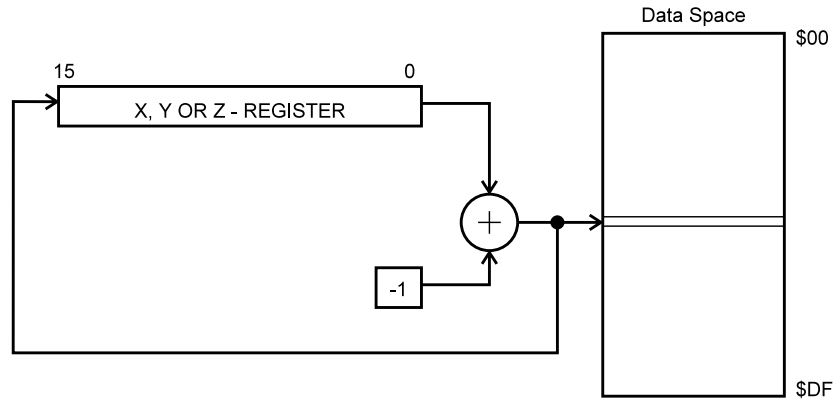 Data Space
$00
15 0
X, Y OR Z - REGISTER
+
-1
$DF